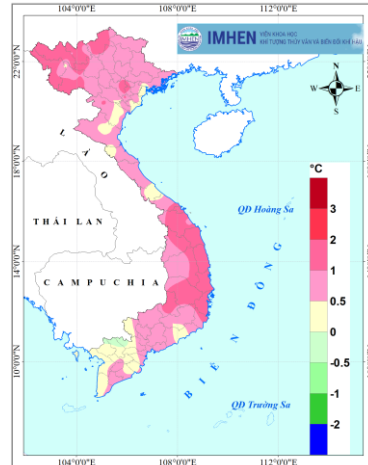 104°0'0"E 108°0'0"E 112°0'0"E
IMHEN
VIỆN KHOA HỌC
KHÍ TƯỢNG THỦY VĂN VÀ BIẾN ĐỔI KHÍ HẬU
22°0'0"N
N
W E
S
LÀO
18°0'0"N
°C
3
QĐ Hoàng Sa
THÁI LAN
2
1
14°0'0"N
CAMPUCHIA
0.5
0
BIỂN ĐÔNG
-0.5
10°0'0"N
-1
QĐ Trường Sa
-2
104°0'0"E 108°0'0"E 112°0'0"E